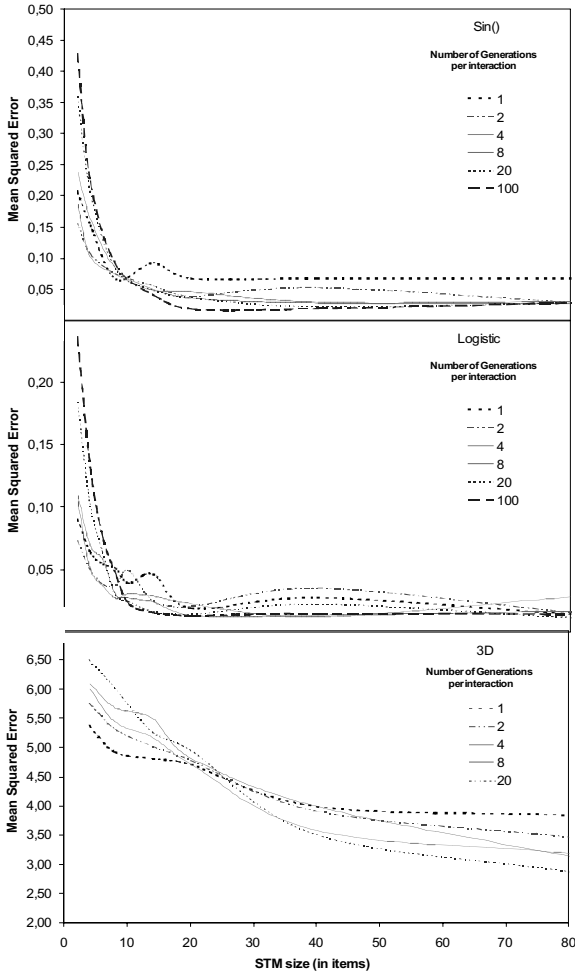 0,50
Sin()
0,45
Number of Generations
per interaction
0,40
0,35
1
2
0,30
4
8
0,25
20
100
0,20
0,15
0,10
0,05
Mean Squared Error
Logistic
Number of Generations
per interaction
0,20
1
2
0,15
4
8
20
0,10
100
0,05
Mean Squared Error
3D
6,50
Number of Generations
per interaction
6,00
1
5,50
2
5,00
4
8
4,50
20
4,00
3,50
3,00
2,50
2,00
Mean Squared Error
0 10 20 30 40 50 60 70 80
STM size (in items)